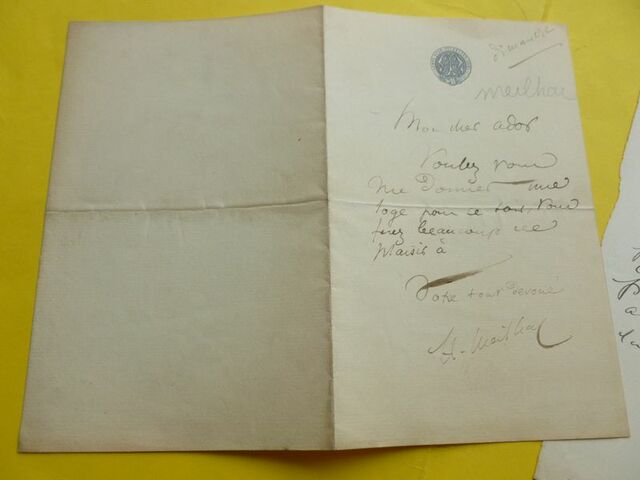 Dimanche
Meilhac
Mon cher ador
Voulez vous
me Donner une
loge pour ce soir, vous
ferez beaucoup de
plaisir à
Votre tout dévoué
H. Meilhac